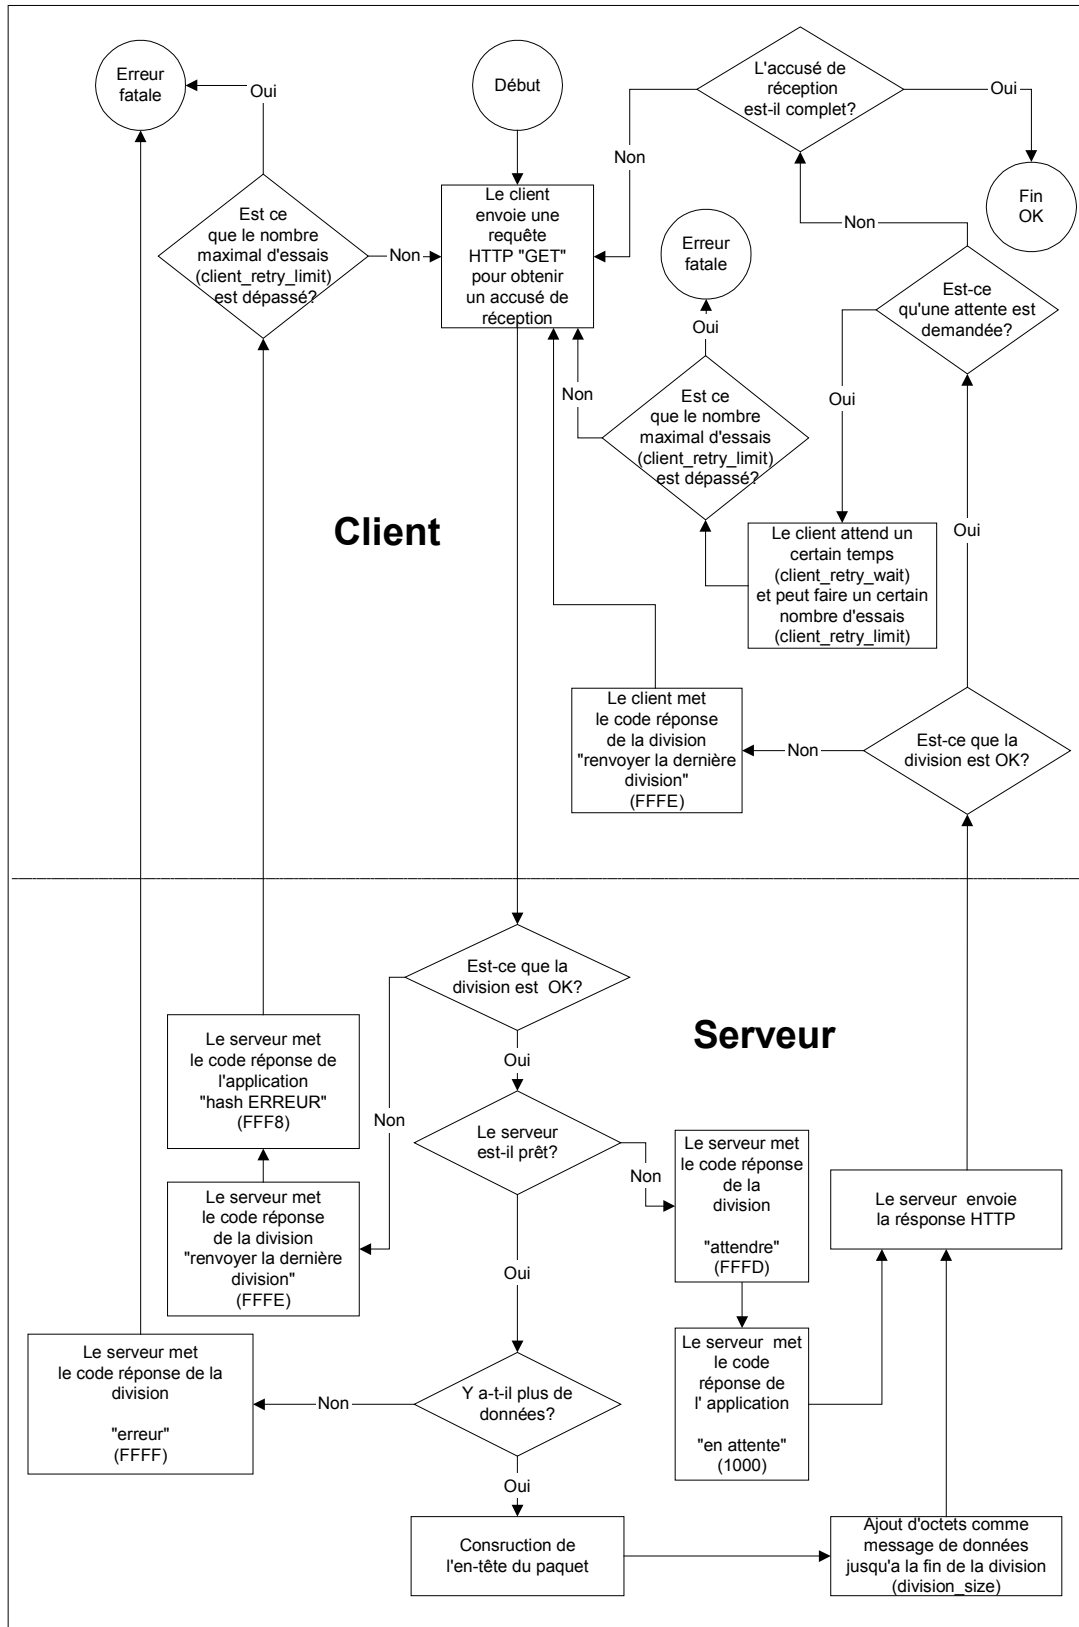 Erreur
fatale
Oui
Est ce
que le nombre
maximal d'essais
(client_retry_limit)
est dépassé?
Non
Début
Le client
envoie une
requête
HTTP "GET"
pour obtenir
un accusé de
réception
L'accusé de
réception
est-il complet?
Oui
Non
Fin
OK
Non
Erreur
fatale
Oui
Est-ce
qu'une attente est
demandée?
Oui
Non
Est ce
que le nombre
maximal d'essais
(client_retry_limit)
est dépassé?
Oui
Client
Le client attend un
certain temps
(client_retry_wait)
et peut faire un certain
nombre d'essais
(client_retry_limit)
Le client met
le code réponse
de la division
"renvoyer la dernière
division"
(FFFE)
Non
Est-ce que la
division est OK?
Est-ce que la
division est  OK?
Serveur
Le serveur met
le code réponse de
l'application
"hash ERREUR"
(FFF8)
Oui
Non
Le serveur
est-il prêt?
Non
Le serveur met
le code réponse
de la
division
"attendre"
(FFFD)
Le serveur  envoie
la résponse HTTP
Le serveur met
le code réponse
de la division
"renvoyer la dernière
division"
(FFFE)
Oui
Le serveur met
le code réponse de la
division
"erreur"
(FFFF)
Non
Y a-t-il plus de
données?
Le serveur  met
le code
réponse de
l' application
"en attente"
(1000)
Oui
Consruction de
l'en-tête du paquet
Ajout d'octets comme
message de données
jusqu'a la fin de la division
(division_size)